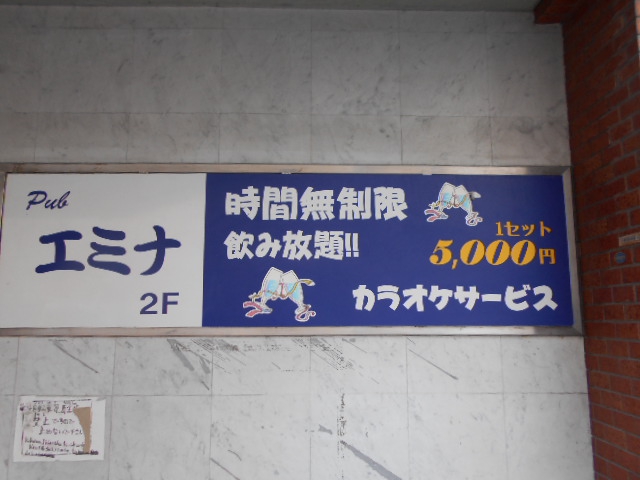 Pub
エミナ
2F
時間無制限
飲み放題!!
1セット
5,000円
カラオケサービス